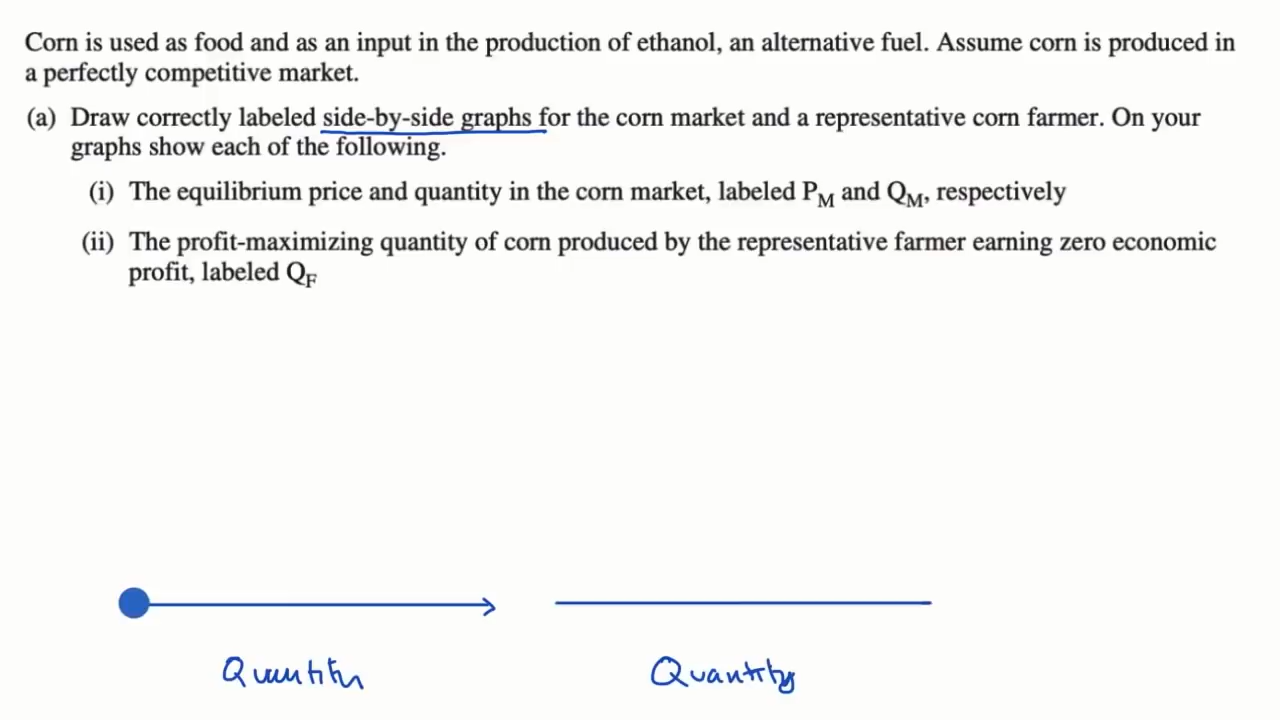 Corn is used as food and as an input in the production of ethanol, an alternative fuel. Assume corn is produced in
a perfectly competitive market.
(a) Draw correctly labeled side-by-side graphs for the corn market and a representative corn farmer. On your
graphs show each of the following.
(i) The equilibrium price and quantity in the corn market, labeled PM and QM, respectively
(ii) The profit-maximizing quantity of corn produced by the representative farmer earning zero economic
profit, labeled QF
Quantity Quantity